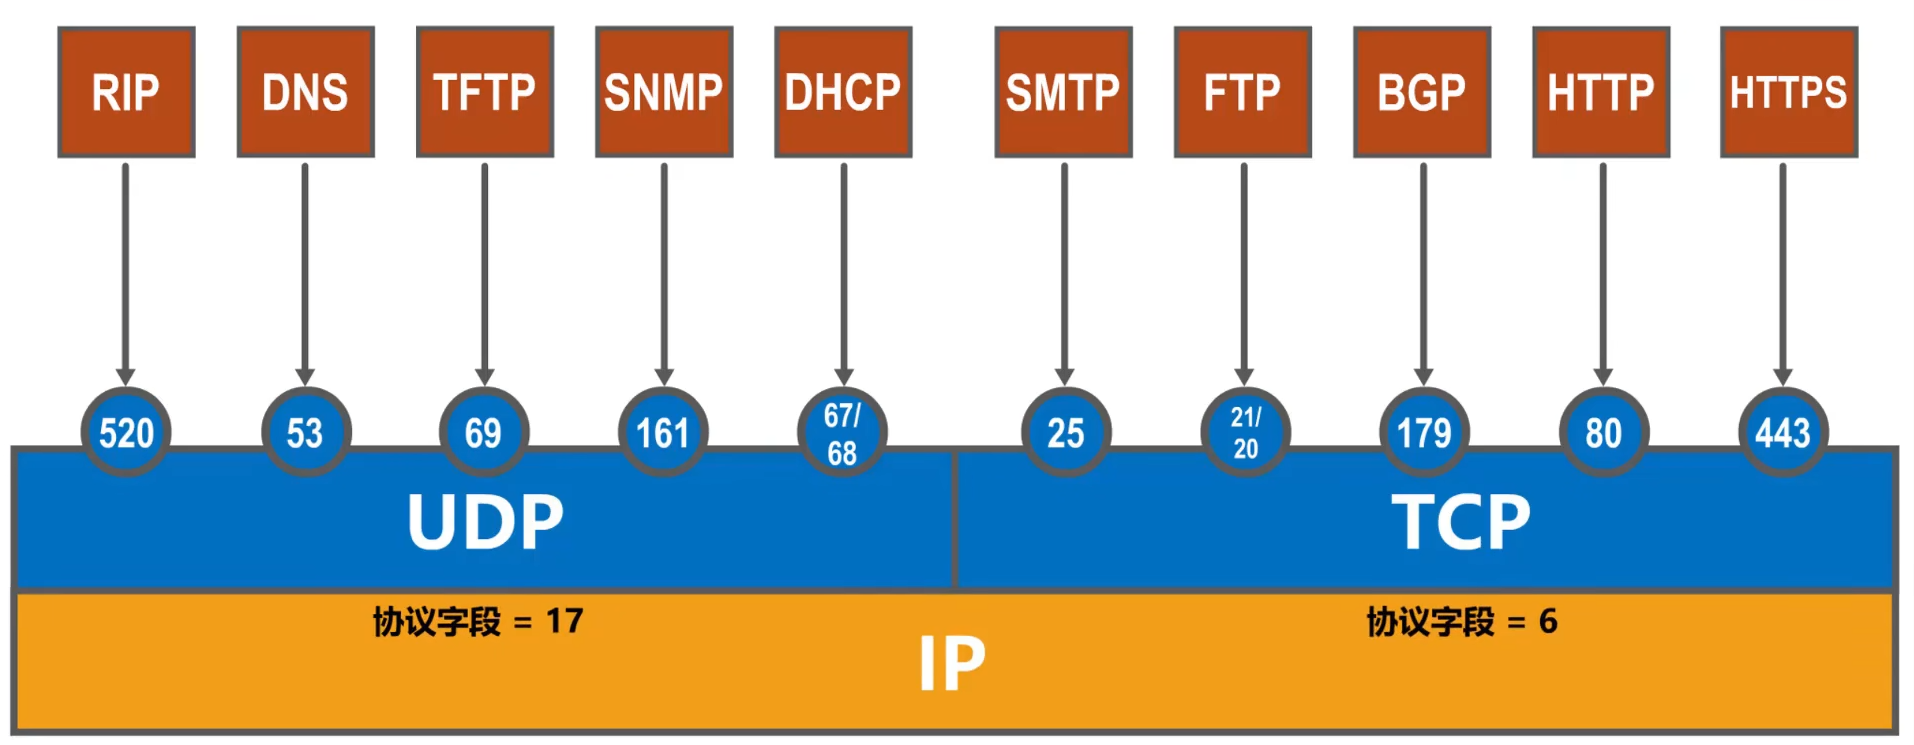 RIP
DNS
TFTP
SNMP
DHCP
SMTP
FTP
BGP
HTTP
HTTPS
520
53
69
161
67/
68
25
21/
20
179
80
443
UDP
TCP
协议字段 = 17
协议字段 = 6
IP